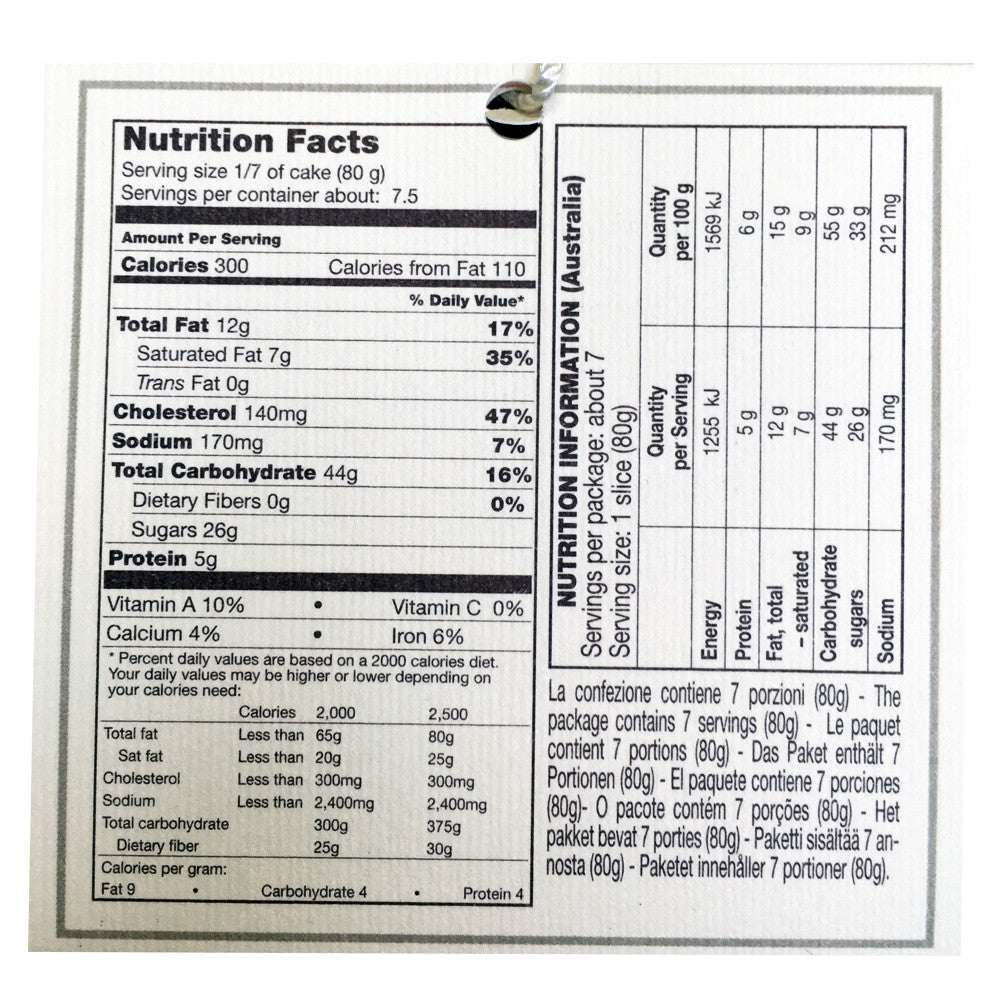 Nutrition Facts
Serving size 1/7 of cake (80 g)
Servings per container about: 7.5
Amount Per Serving
Calories 300 Calories from Fat 110
% Daily Value*
Total Fat 12g 17%
Saturated Fat 7g 35%
Trans Fat 0g
Cholesterol 140mg 47%
Sodium 170mg 7%
Total Carbohydrate 44g 16%
Dietary Fibers 0g 0%
Sugars 26g
Protein 5g
Vitamin A 10% • Vitamin C 0%
Calcium 4% • Iron 6%
* Percent daily values are based on a 2000 calories diet.
Your daily values may be higher or lower depending on
your calories need:
Calories 2,000 2,500
Total fat Less than 65g 80g
Sat fat Less than 20g 25g
Cholesterol Less than 300mg 300mg
Sodium Less than 2,400mg 2,400mg
Total carbohydrate 300g 375g
Dietary fiber 25g 30g
Calories per gram:
Fat 9 • Carbohydrate 4 • Protein 4
NUTRITION INFORMATION (Australia)
Servings per package: about 7
Serving size: 1 slice (80g)
Quantity Quantity
per Serving per 100 g
Energy 1255 kJ 1569 kJ
Protein 5 g 6 g
Fat, total 12 g 15 g
– saturated 7 g 9 g
Carbohydrate 44 g 55 g
sugars 26 g 33 g
Sodium 170 mg 212 mg
La confezione contiene 7 porzioni (80g) - The
package contains 7 servings (80g) - Le paquet
contient 7 portions (80g) - Das Paket enthält 7
Portionen (80g) - El paquete contiene 7 porciones
(80g)- O pacote contém 7 porções (80g) - Het
pakket bevat 7 porties (80g) - Paketti sisältää 7 an-
nosta (80g) - Paketet innehåller 7 portioner (80g).